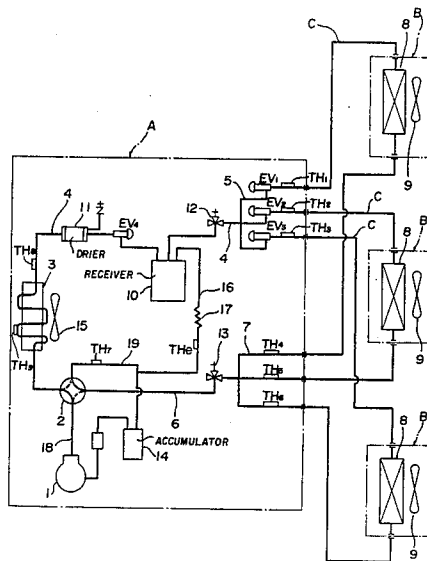 C
B
8
9
A
EV1
TH1
5
12
EV2
TH2
C
4
11
EV4
4
EV3
TH3
C
DRIER
TH8
3
RECEIVER
10
16
17
B
8
9
15
TH9
THe
7
TH4
13
TH7
19
TH5
2
6
TH6
18
ACCUMULATOR
14
1
B
8
9